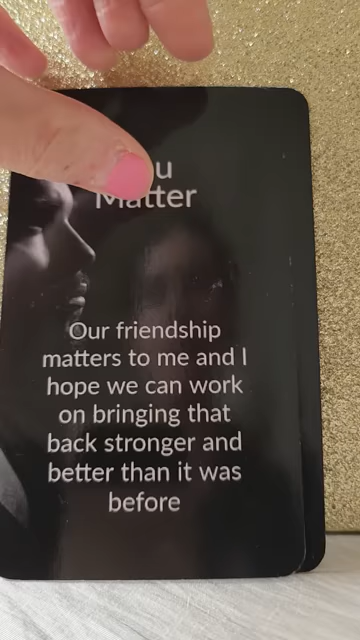 u
Matter
Our friendship
matters to me and I
hope we can work
on bringing that
back stronger and
better than it was
before